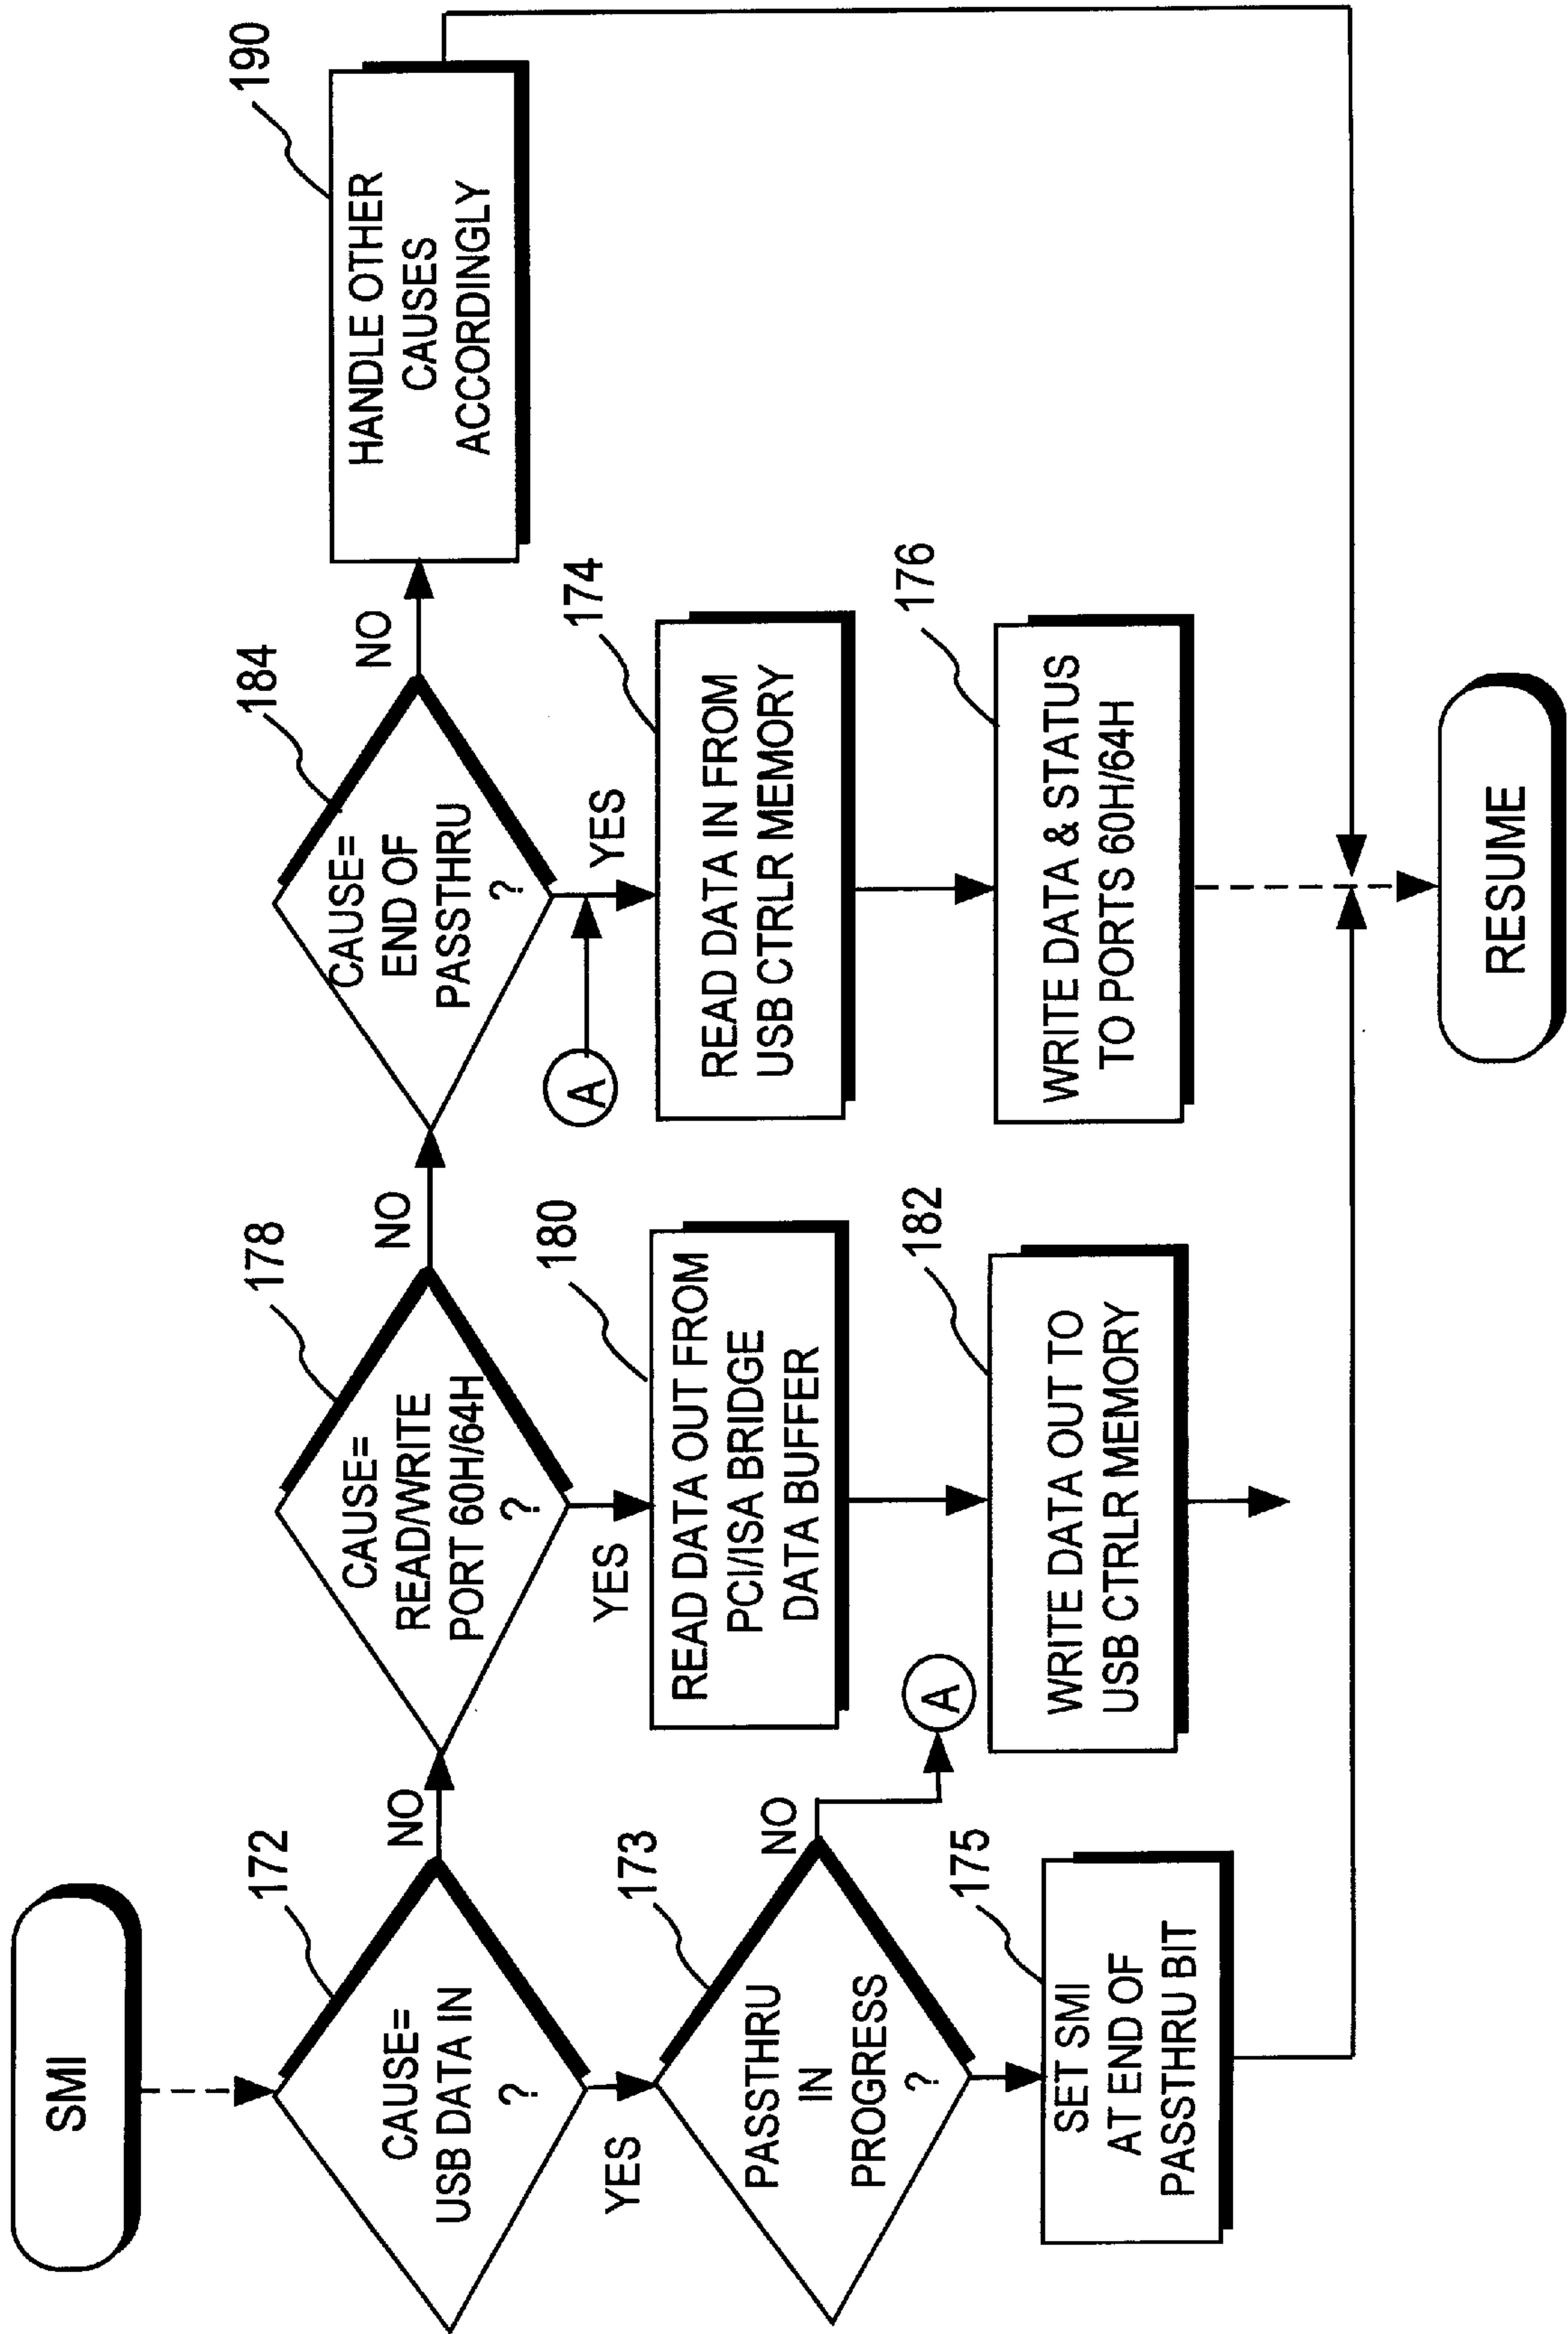 SMI
172
CAUSE=
USB DATA IN
?
NO
YES
173
PASSTHRU
IN
PROGRESS
?
NO
A
175
SET SMI
AT END OF
PASSTHRU BIT
178
CAUSE=
READ/WRITE
PORT 60H/64H
?
NO
YES
180
READ DATA OUT FROM
PCI/ISA BRIDGE
DATA BUFFER
182
WRITE DATA OUT TO
USB CTRLR MEMORY
184
CAUSE=
END OF
PASSTHRU
?
NO
YES
A
174
READ DATA IN FROM
USB CTRLR MEMORY
176
WRITE DATA & STATUS
TO PORTS 60H/64H
190
HANDLE OTHER
CAUSES
ACCORDINGLY
RESUME